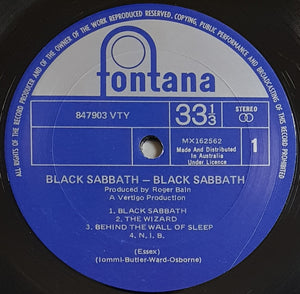 ALL RIGHTS OF THE RECORD PRODUCER AND OF THE OWNER OF THE WORK REPRODUCED RESERVED. COPYING, PUBLIC PERFORMANCE AND BROADCASTING OF THIS RECORD PROHIBITED
fontana
847903 VTY
33 1/3
STEREO
MX162562
Made And Distributed
In Australia
Under Licence
1
BLACK SABBATH – BLACK SABBATH
Produced by Roger Bain
A Vertigo Production
1. BLACK SABBATH
2. THE WIZARD
3. BEHIND THE WALL OF SLEEP
4. N.I.B.
(Essex)
(Iommi-Butler-Ward-Osborne)